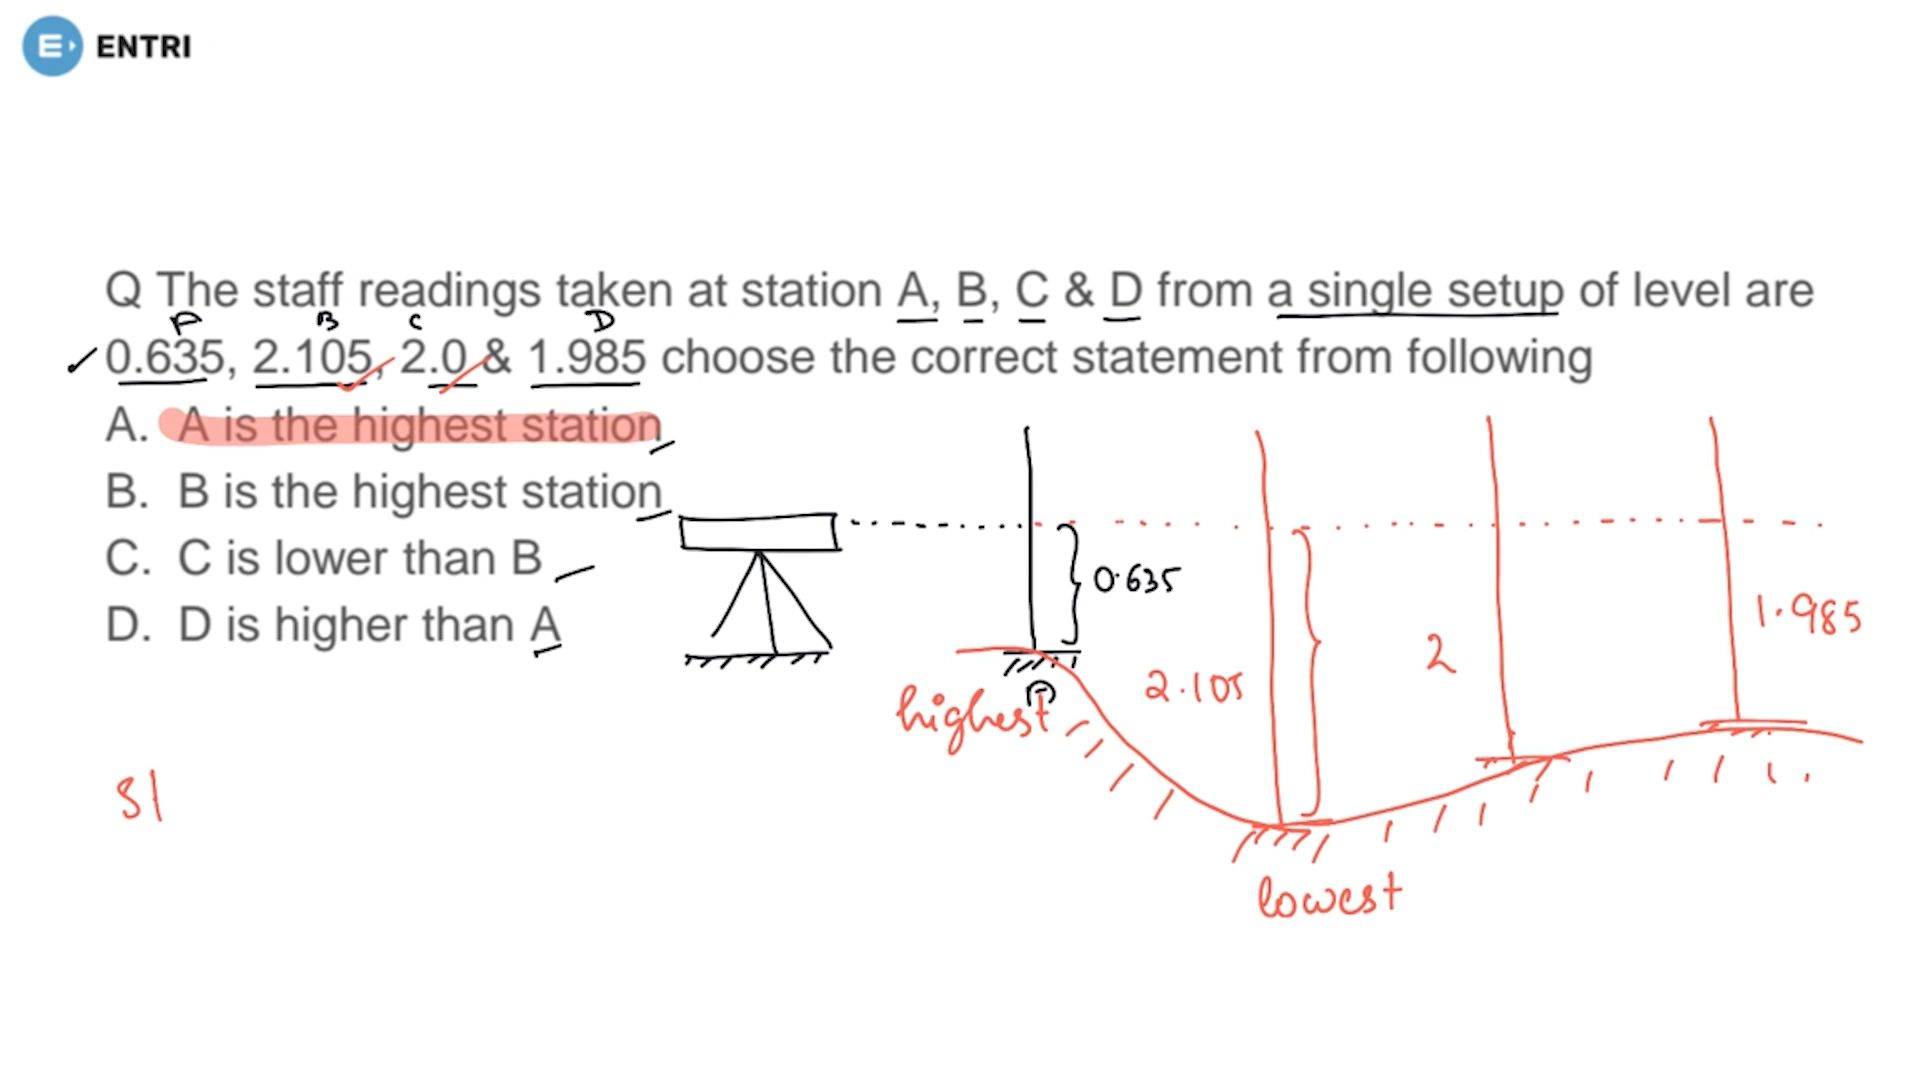 ENTRI
Q The staff readings taken at station A, B, C & D from a single setup of level are
A B C D
0.635, 2.105, 2.0 & 1.985 choose the correct statement from following
A. A is the highest station
B. B is the highest station
C. C is lower than B
D. D is higher than A
0.635
2.105
2
1.985
A
highest
lowest